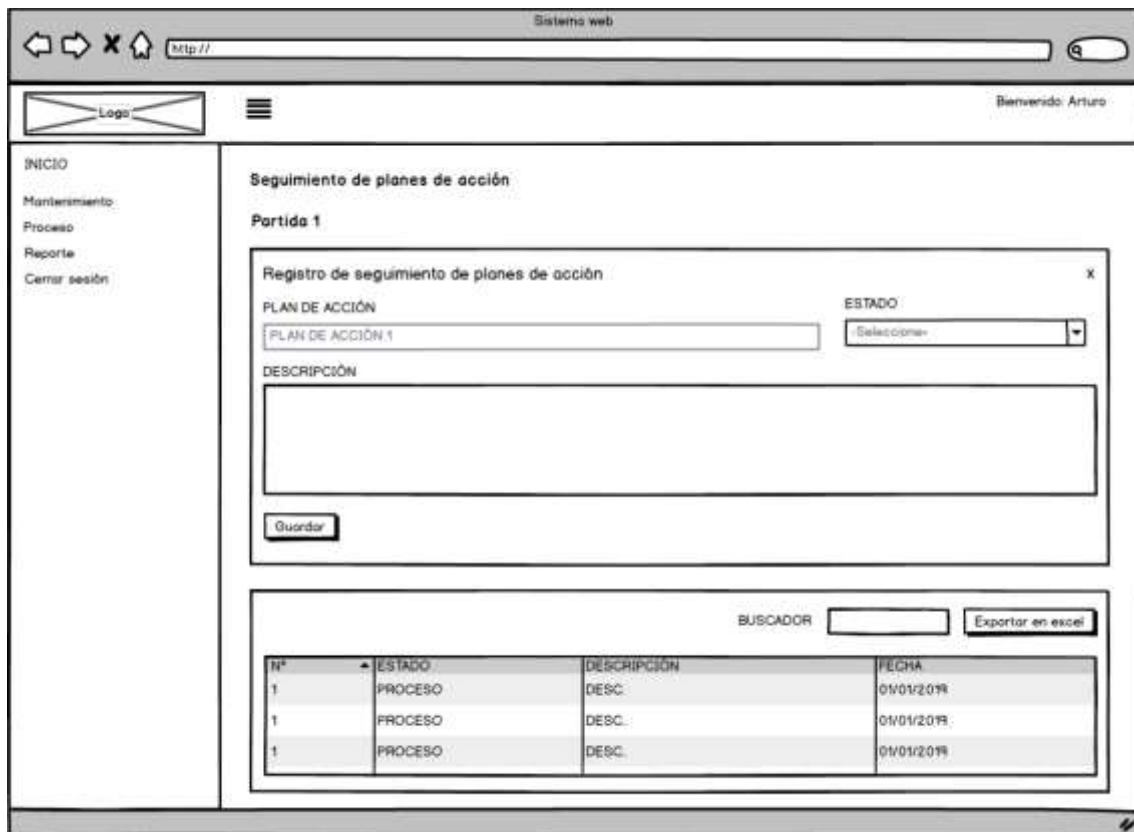 Sistema web
http://
Logo
Bienvenido: Arturo
INICIO
Mantenimiento
Proceso
Reporte
Cerrar sesión
Seguimiento de planes de acción
Partida 1
Registro de seguimiento de planes de acción x
PLAN DE ACCIÓN ESTADO
PLAN DE ACCIÓN 1 -Seleccione-
DESCRIPCIÓN
Guardar
BUSCADOR Exportar en excel
N° ESTADO DESCRIPCIÓN FECHA
1 PROCESO DESC. 01/01/2019
1 PROCESO DESC. 01/01/2019
1 PROCESO DESC. 01/01/2019